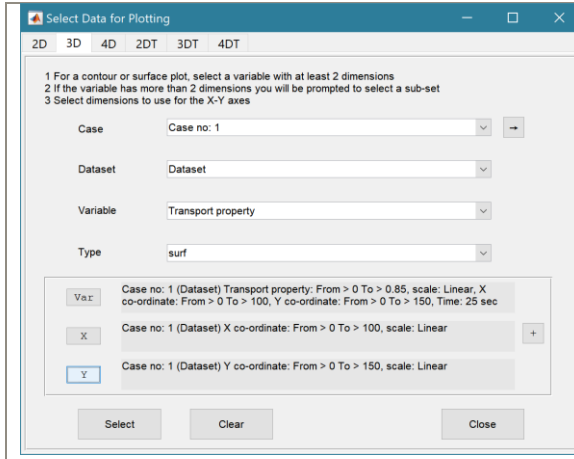 Select Data for Plotting
2D 3D 4D 2DT 3DT 4DT
1 For a contour or surface plot, select a variable with at least 2 dimensions
2 If the variable has more than 2 dimensions you will be prompted to select a sub-set
3 Select dimensions to use for the X-Y axes
Case Case no: 1 →
Dataset Dataset
Variable Transport property
Type surf
Var Case no: 1 (Dataset) Transport property: From > 0 To > 0.85, scale: Linear, X
co-ordinate: From > 0 To > 100, Y co-ordinate: From > 0 To > 150, Time: 25 sec
X Case no: 1 (Dataset) X co-ordinate: From > 0 To > 100, scale: Linear +
Y Case no: 1 (Dataset) Y co-ordinate: From > 0 To > 150, scale: Linear
Select Clear Close